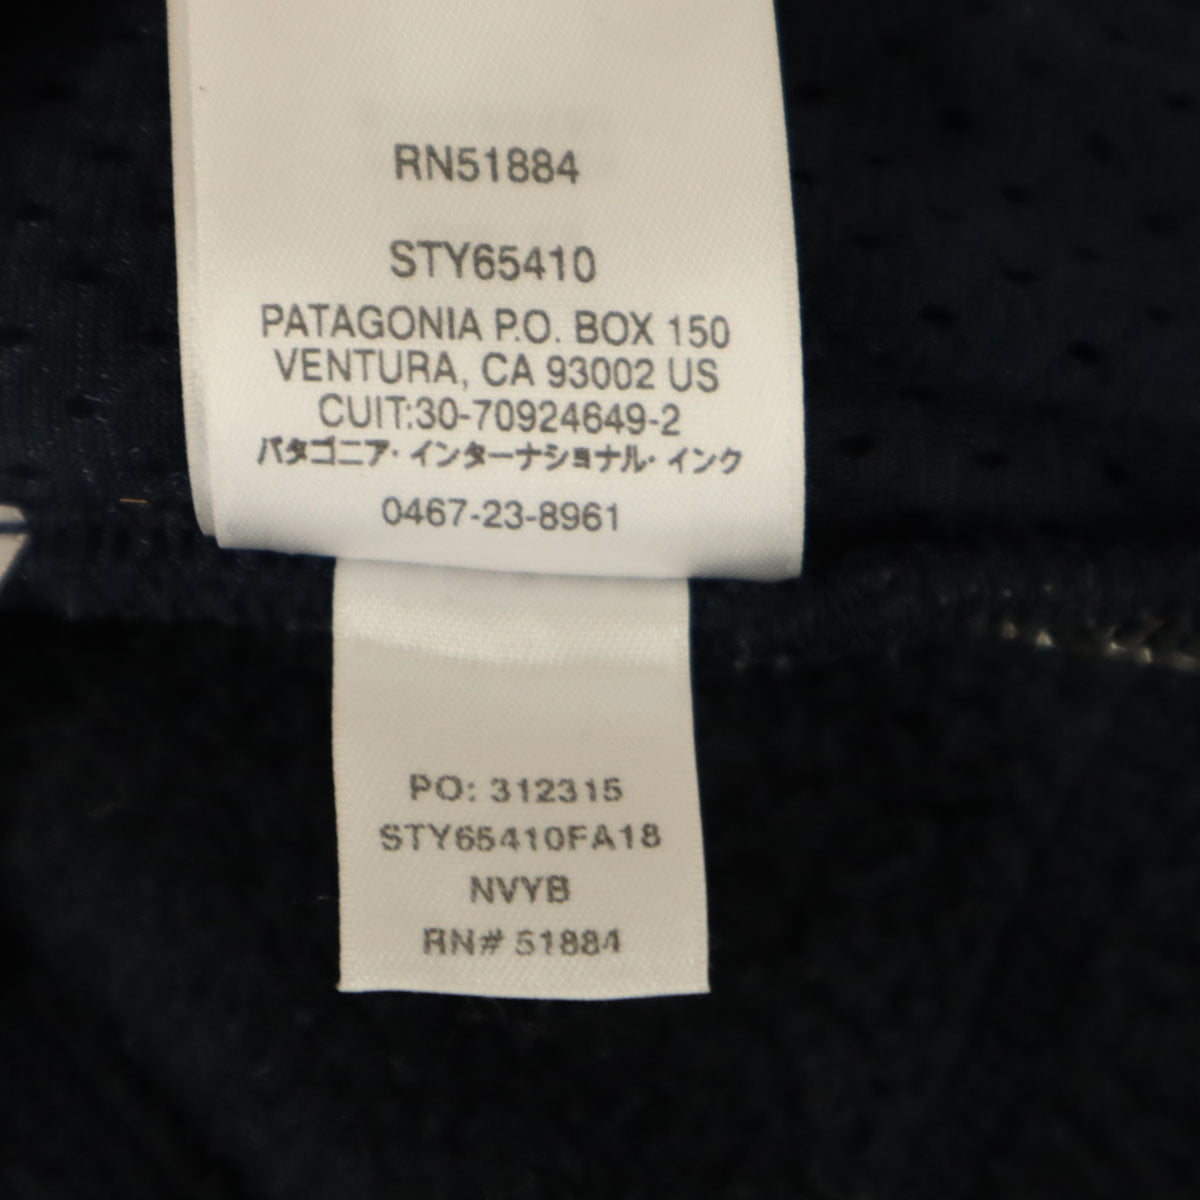 RN51884
STY65410
PATAGONIA P.O. BOX 150
VENTURA, CA 93002 US
CUIT:30-70924649-2
パタゴニア・インターナショナル・インク
0467-23-8961
PO: 312315
STY65410FA18
NVYB
RN# 51884